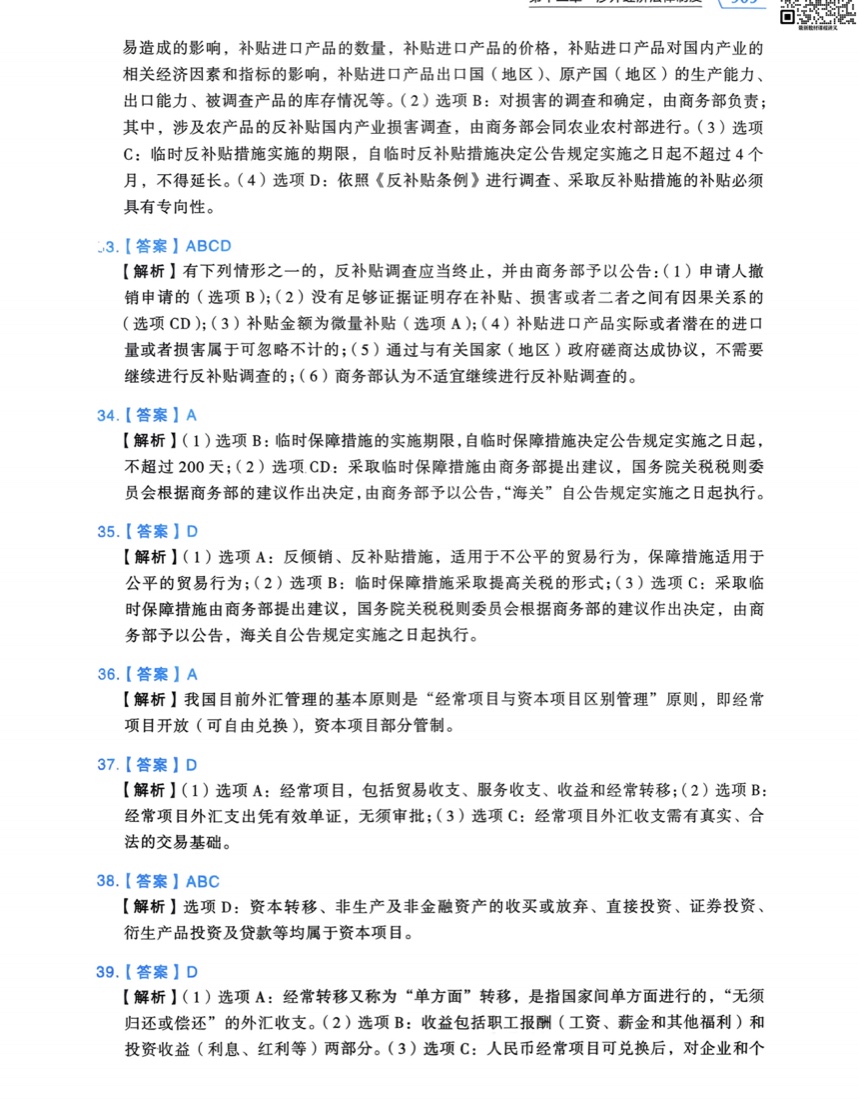 易造成的影响，补贴进口产品的数量，补贴进口产品的价格，补贴进口产品对国内产业的
相关经济因素和指标的影响，补贴进口产品出口国（地区）、原产国（地区）的生产能力、
出口能力、被调查产品的库存情况等。（2）选项 B：对损害的调查和确定，由商务部负责；
其中，涉及农产品的反补贴国内产业损害调查，由商务部会同农业农村部进行。（3）选项
C：临时反补贴措施实施的期限，自临时反补贴措施决定公告规定实施之日起不超过 4 个
月，不得延长。（4）选项 D：依照《反补贴条例》进行调查、采取反补贴措施的补贴必须
具有专向性。
3.【答案】ABCD
【解析】有下列情形之一的，反补贴调查应当终止，并由商务部予以公告：（1）申请人撤
销申请的（选项 B）；（2）没有足够证据证明存在补贴、损害或者二者之间有因果关系的
（选项 CD）；（3）补贴金额为微量补贴（选项 A）；（4）补贴进口产品实际或者潜在的进口
量或者损害属于可忽略不计的；（5）通过与有关国家（地区）政府磋商达成协议，不需要
继续进行反补贴调查的；（6）商务部认为不适宜继续进行反补贴调查的。
34.【答案】A
【解析】（1）选项 B：临时保障措施的实施期限，自临时保障措施决定公告规定实施之日起，
不超过 200 天；（2）选项 CD：采取临时保障措施由商务部提出建议，国务院关税税则委
员会根据商务部的建议作出决定，由商务部予以公告，“海关”自公告规定实施之日起执行。
35.【答案】D
【解析】（1）选项 A：反倾销、反补贴措施，适用于不公平的贸易行为，保障措施适用于
公平的贸易行为；（2）选项 B：临时保障措施采取提高关税的形式；（3）选项 C：采取临
时保障措施由商务部提出建议，国务院关税税则委员会根据商务部的建议作出决定，由商
务部予以公告，海关自公告规定实施之日起执行。
36.【答案】A
【解析】我国目前外汇管理的基本原则是“经常项目与资本项目区别管理”原则，即经常
项目开放（可自由兑换），资本项目部分管制。
37.【答案】D
【解析】（1）选项 A：经常项目，包括贸易收支、服务收支、收益和经常转移；（2）选项 B：
经常项目外汇支出凭有效单证，无须审批；（3）选项 C：经常项目外汇收支需有真实、合
法的交易基础。
38.【答案】ABC
【解析】选项 D：资本转移、非生产及非金融资产的收买或放弃、直接投资、证券投资、
衍生产品投资及贷款等均属于资本项目。
39.【答案】D
【解析】（1）选项 A：经常转移又称为“单方面”转移，是指国家间单方面进行的，“无须
归还或偿还”的外汇收支。（2）选项 B：收益包括职工报酬（工资、薪金和其他福利）和
投资收益（利息、红利等）两部分。（3）选项 C：人民币经常项目可兑换后，对企业和个